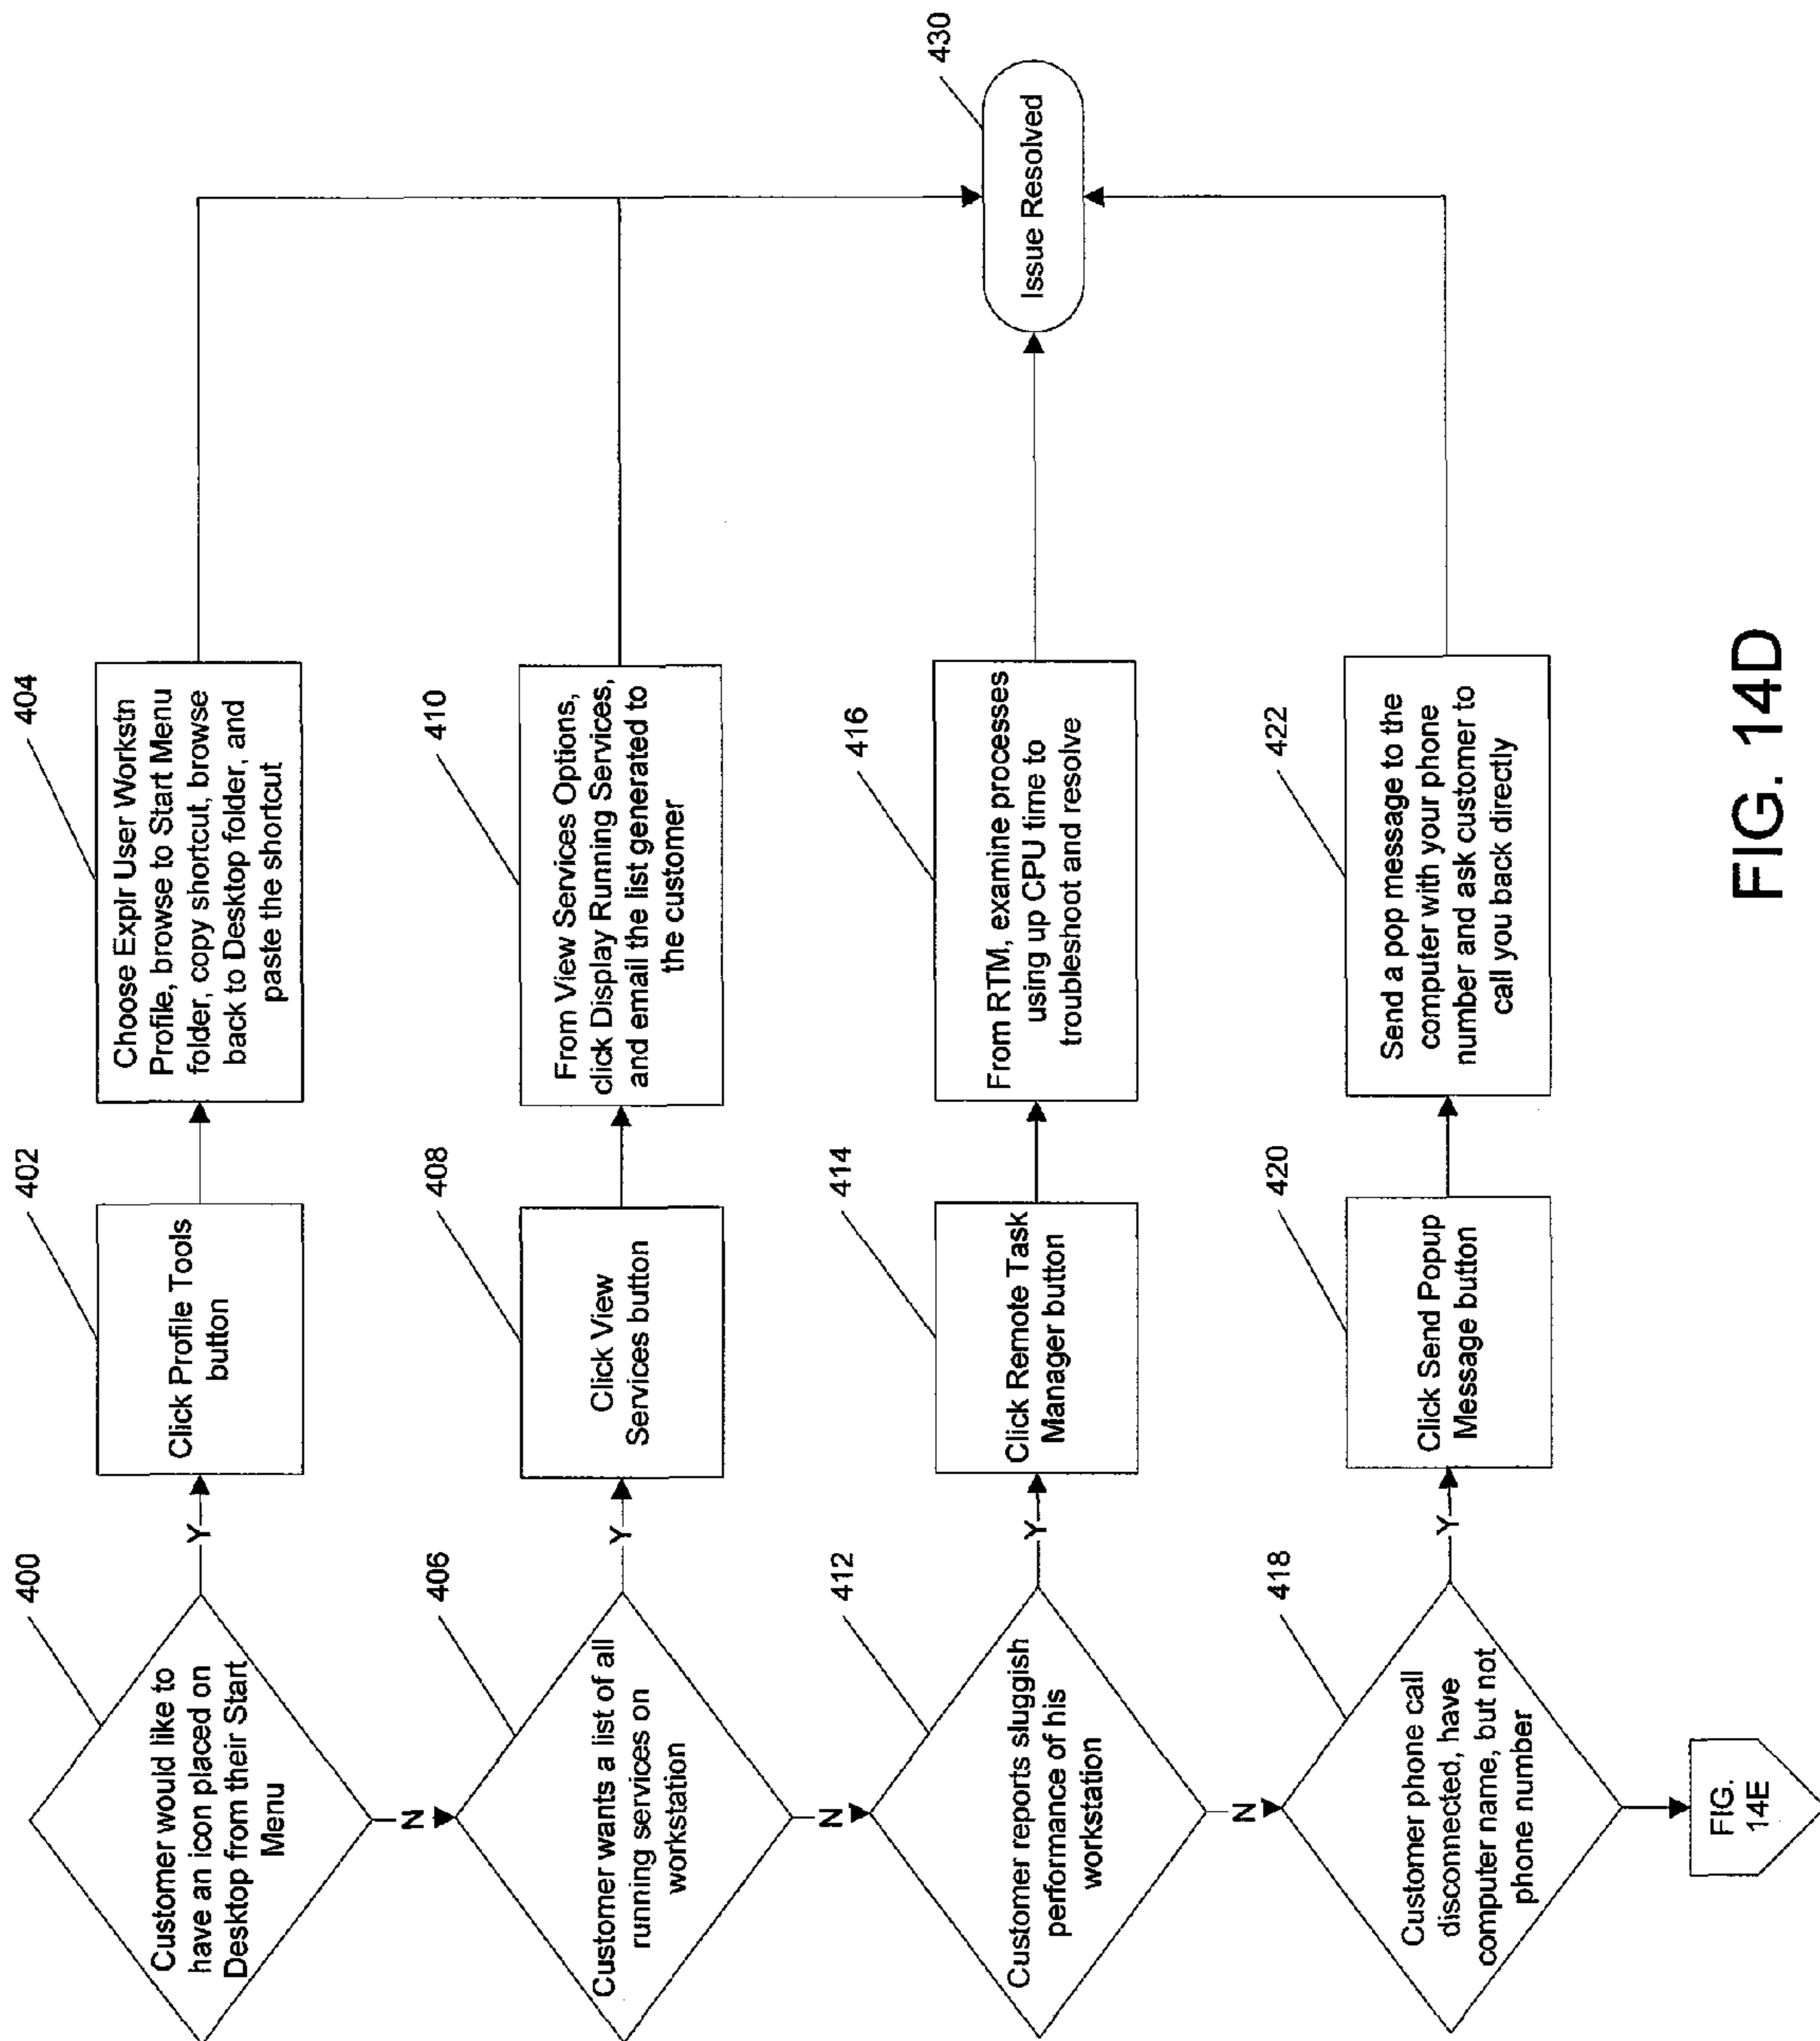 400
Customer would like to
have an icon placed on
Desktop from their Start
Menu
Y
402
Click Profile Tools
button
404
Choose Explr User Workstn
Profile, browse to Start Menu
folder, copy shortcut, browse
back to Desktop folder, and
paste the shortcut
N
406
Customer wants a list of all
running services on
workstation
Y
408
Click View
Services button
410
From View Services Options,
click Display Running Services,
and email the list generated to
the customer
N
412
Customer reports sluggish
performance of his
workstation
Y
414
Click Remote Task
Manager button
416
From RTM, examine processes
using up CPU time to
troubleshoot and resolve
430
Issue Resolved
N
418
Customer phone call
disconnected, have
computer name, but not
phone number
Y
420
Click Send Popup
Message button
422
Send a pop message to the
computer with your phone
number and ask customer to
call you back directly
FIG.
14E
FIG. 14D